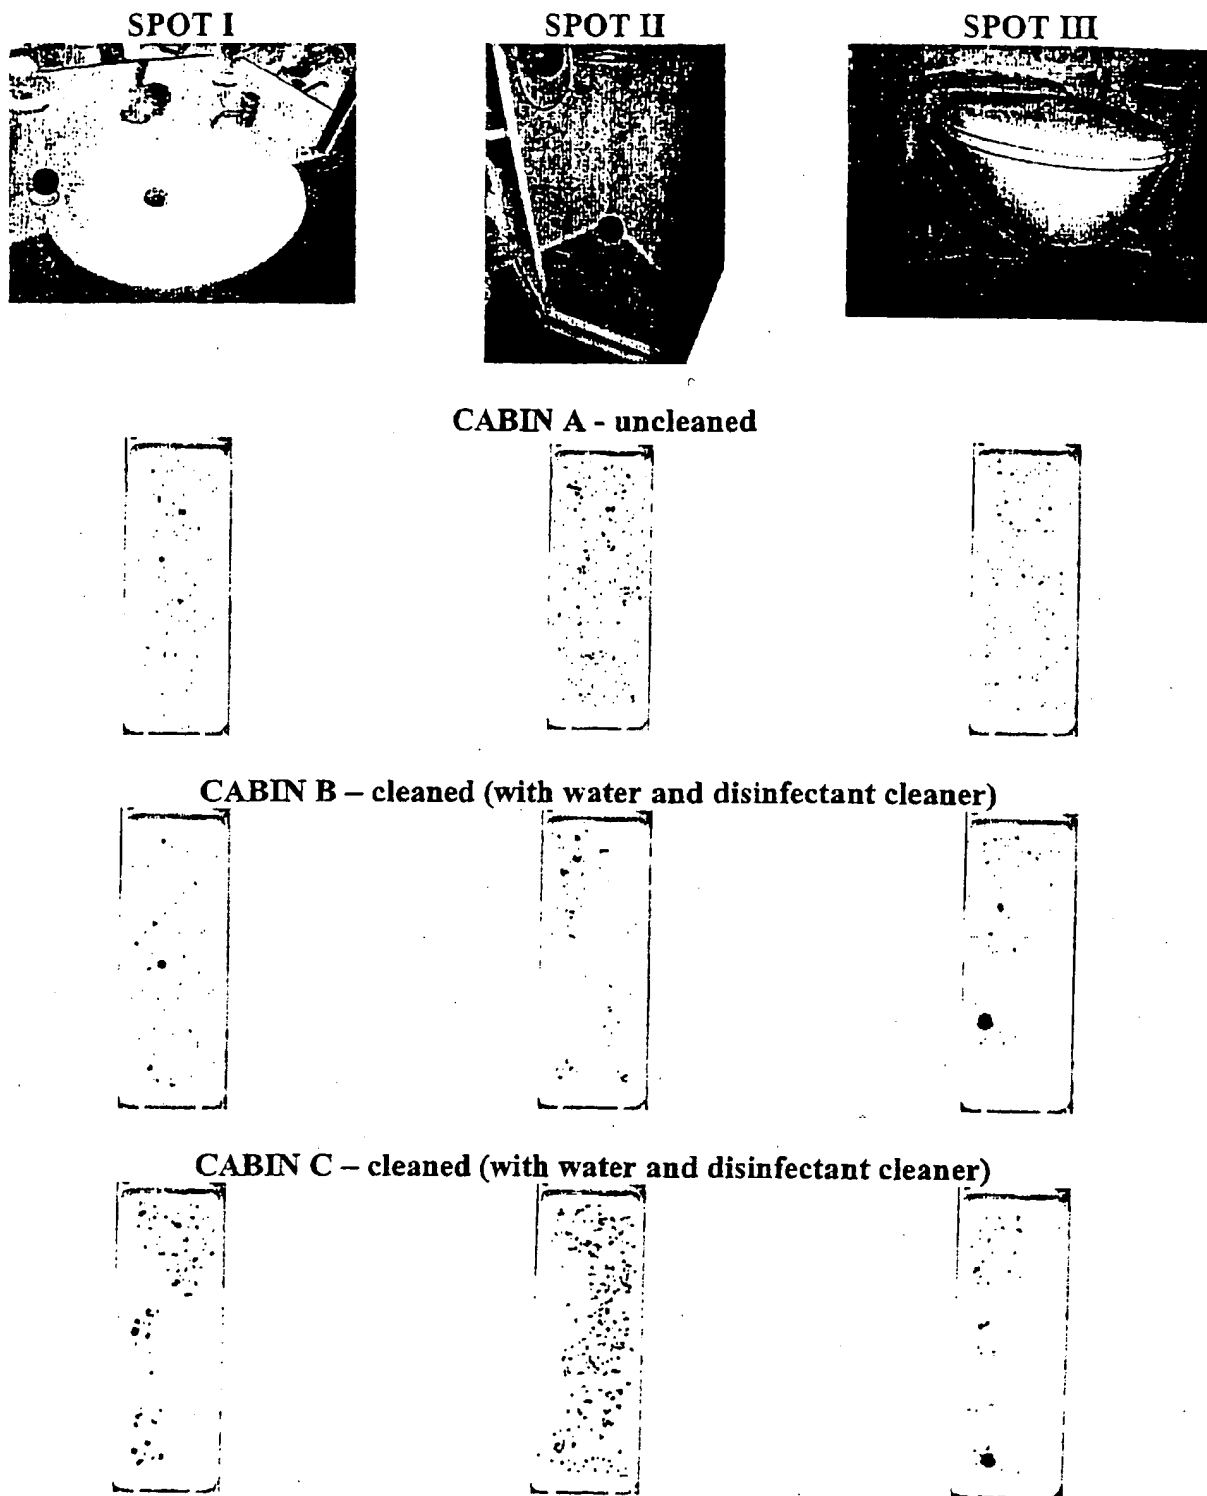 SPOT I
SPOT II
SPOT III
CABIN A - uncleaned
CABIN B – cleaned (with water and disinfectant cleaner)
CABIN C – cleaned (with water and disinfectant cleaner)